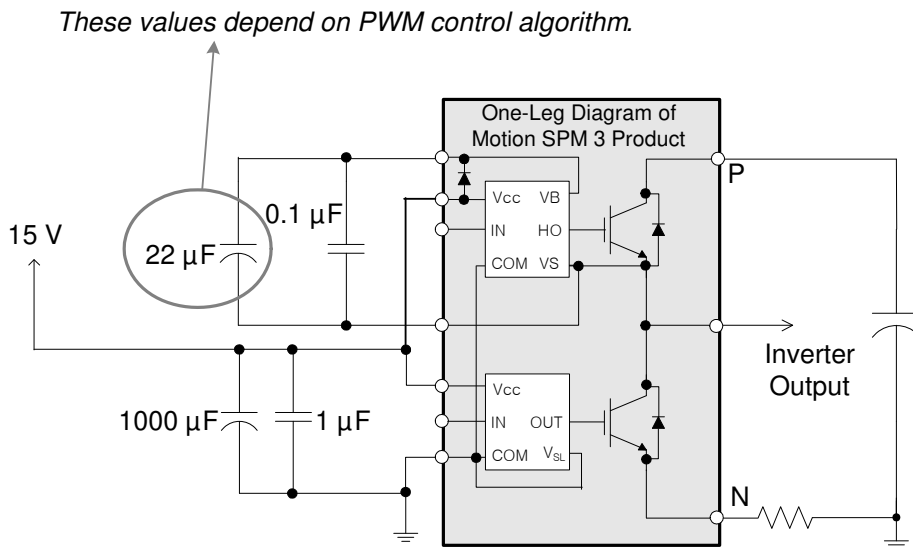 These values depend on PWM control algorithm.
One-Leg Diagram of
Motion SPM 3 Product
P
Vcc VB
0.1 µF
IN HO
15 V
22 µF
COM VS
Inverter
Output
Vcc
1000 µF
1 µF
IN OUT
COM VSL
N